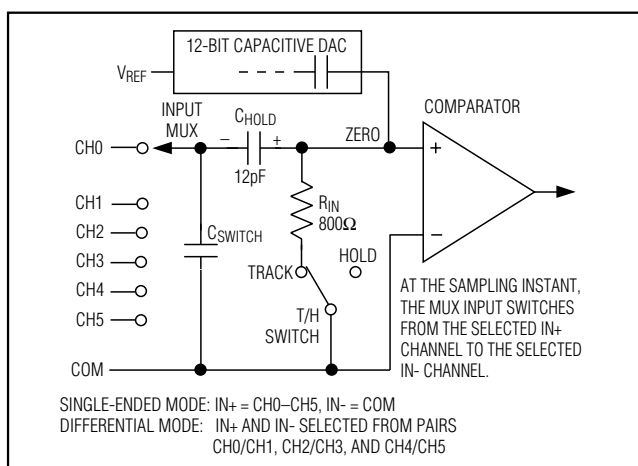 12-BIT CAPACITIVE DAC
VREF
COMPARATOR
INPUT
MUX
CHOLD
ZERO
CH0
– +
+
12pF
CH1
RIN
800Ω
–
CH2
CSWITCH
HOLD
CH3
TRACK
CH4
CH5
T/H
SWITCH
AT THE SAMPLING INSTANT,
THE MUX INPUT SWITCHES
FROM THE SELECTED IN+
CHANNEL TO THE SELECTED
IN- CHANNEL.
COM
SINGLE-ENDED MODE: IN+ = CH0–CH5, IN- = COM
DIFFERENTIAL MODE: IN+ AND IN- SELECTED FROM PAIRS
CH0/CH1, CH2/CH3, AND CH4/CH5